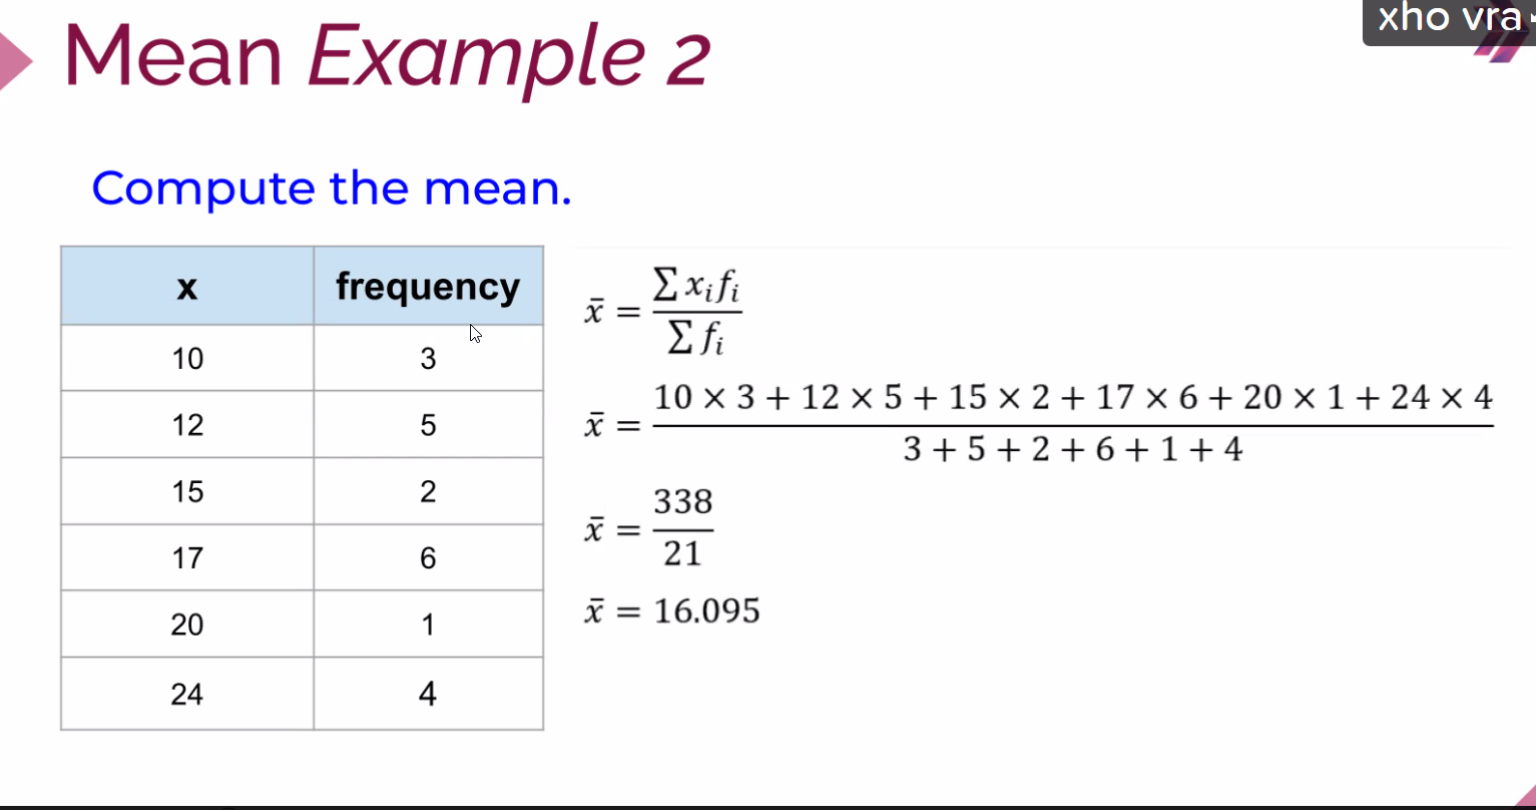 xho vra
Mean Example 2
Compute the mean.
x frequency
10 3
12 5
15 2
17 6
20 1
24 4
x̄ = ∑ xᵢfᵢ / ∑ fᵢ
x̄ = 10 × 3 + 12 × 5 + 15 × 2 + 17 × 6 + 20 × 1 + 24 × 4 / 3 + 5 + 2 + 6 + 1 + 4
x̄ = 338 / 21
x̄ = 16.095